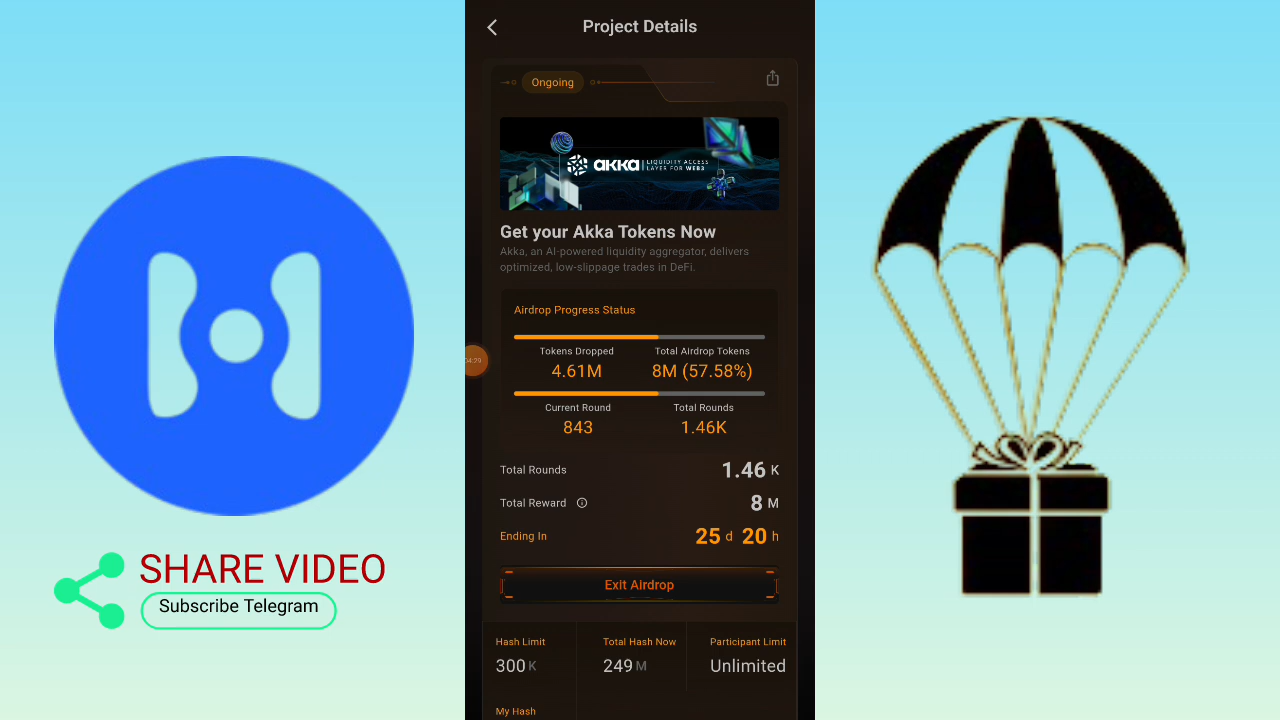 Project Details
Ongoing
akka LIQUIDITY ACCESS
LAYER FOR WEB3
Get your Akka Tokens Now
Akka, an AI-powered liquidity aggregator, delivers
optimized, low-slippage trades in DeFi.
Airdrop Progress Status
Tokens Dropped Total Airdrop Tokens
4.61M 8M (57.58%)
Current Round Total Rounds
843 1.46K
Total Rounds 1.46 K
Total Reward 8 M
Ending In 25 d 20 h
Exit Airdrop
Hash Limit Total Hash Now Participant Limit
300 K 249 M Unlimited
My Hash
04:29
SHARE VIDEO
Subscribe Telegram